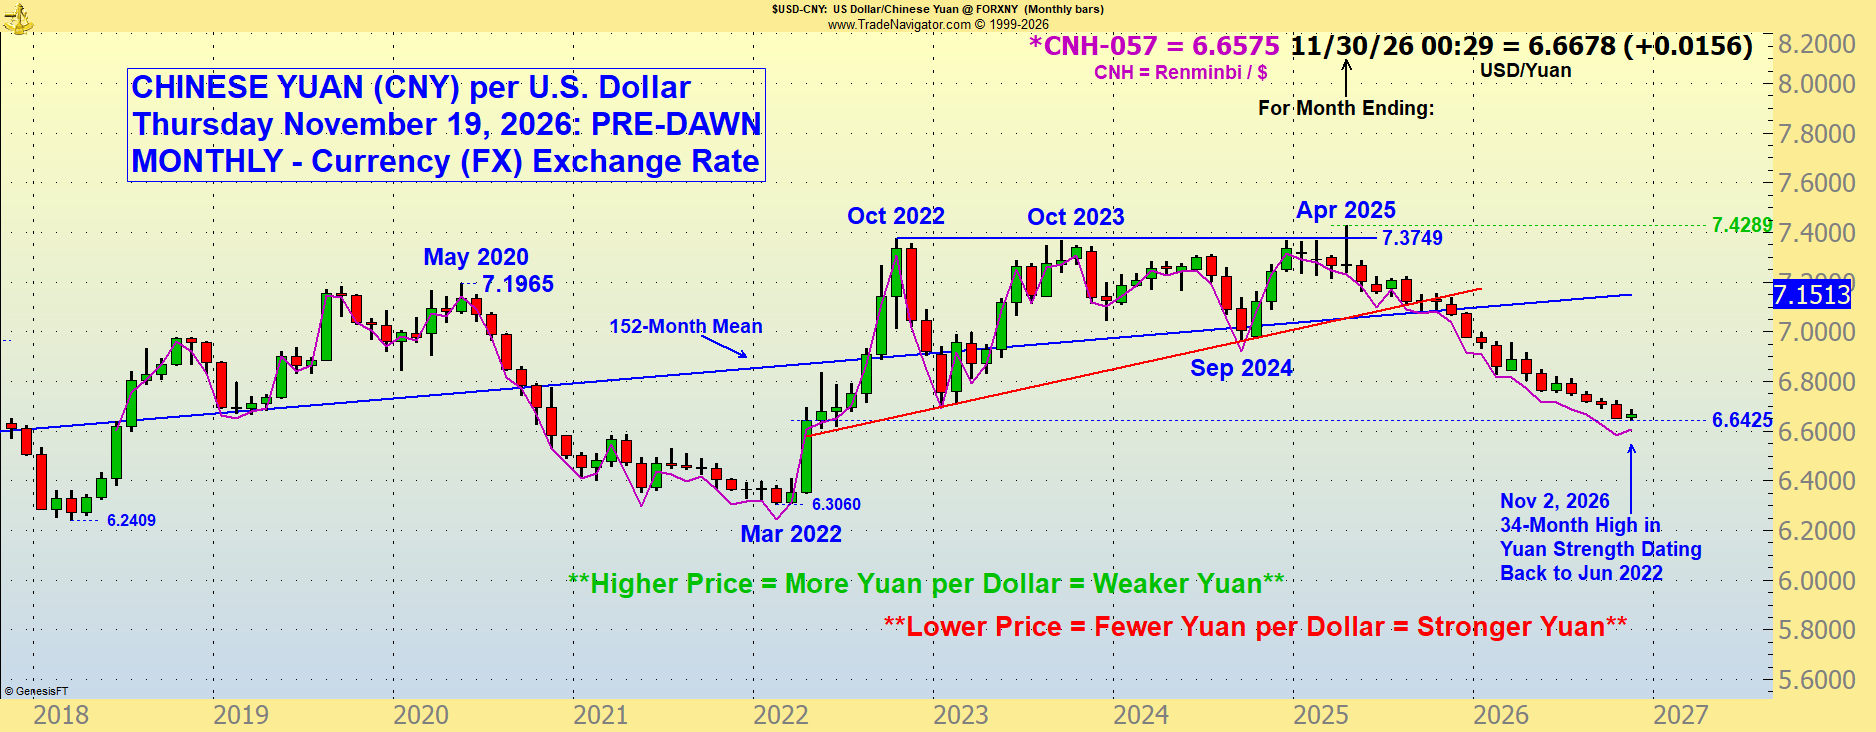 $USD-CNY: US Dollar/Chinese Yuan @ FORXNY (Monthly bars)
www.TradeNavigator.com © 1999-2026
*CNH-057 = 6.6575 11/30/26 00:29 = 6.6678 (+0.0156)
CNH = Renminbi / $
USD/Yuan
For Month Ending:
CHINESE YUAN (CNY) per U.S. Dollar
Thursday November 19, 2026: PRE-DAWN
MONTHLY - Currency (FX) Exchange Rate
Oct 2022
Oct 2023
Apr 2025
7.4289
7.3749
May 2020
7.1965
152-Month Mean
Sep 2024
6.6425
6.3060
6.2409
Mar 2022
Nov 2, 2026
34-Month High in
Yuan Strength Dating
Back to Jun 2022
**Higher Price = More Yuan per Dollar = Weaker Yuan**
**Lower Price = Fewer Yuan per Dollar = Stronger Yuan**
© GenesisFT
8.2000
8.0000
7.8000
7.6000
7.4000
7.2000
7.1513
7.0000
6.8000
6.6000
6.4000
6.2000
6.0000
5.8000
5.6000
2018 2019 2020 2021 2022 2023 2024 2025 2026 2027